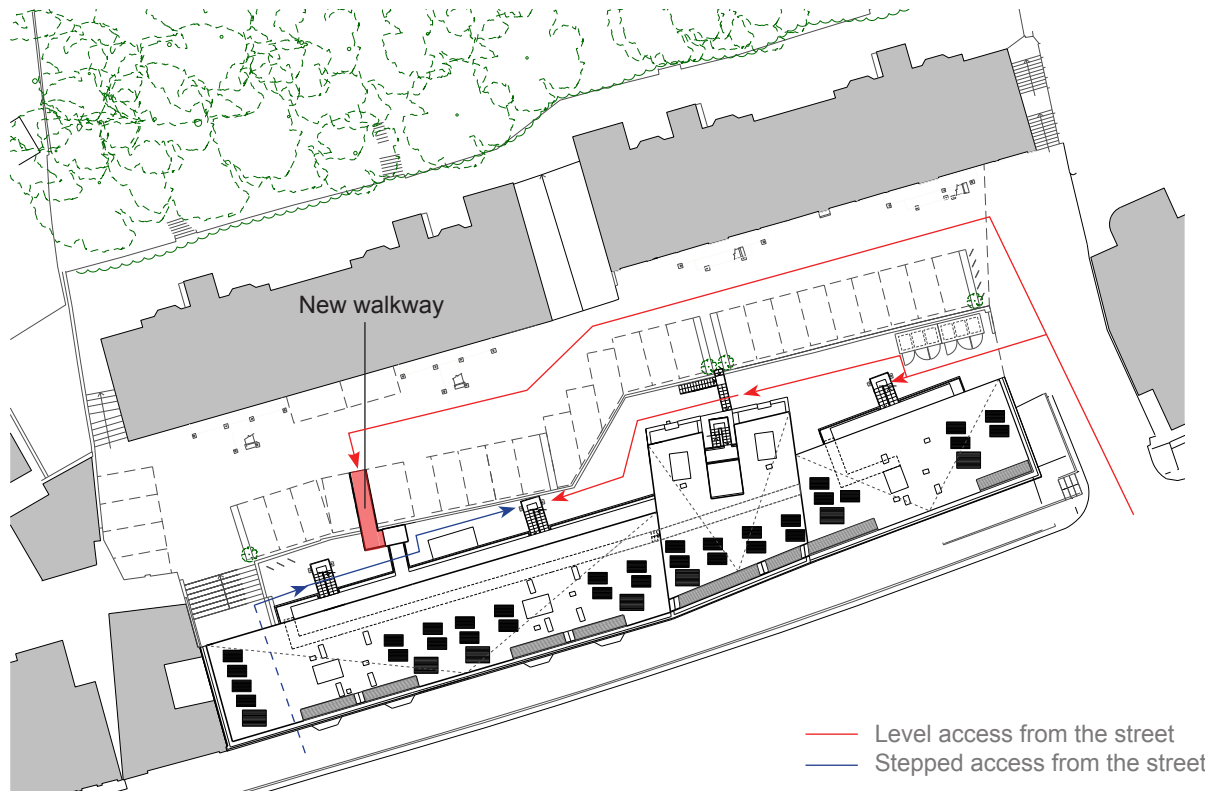 New walkway
Level access from the street
Stepped access from the street